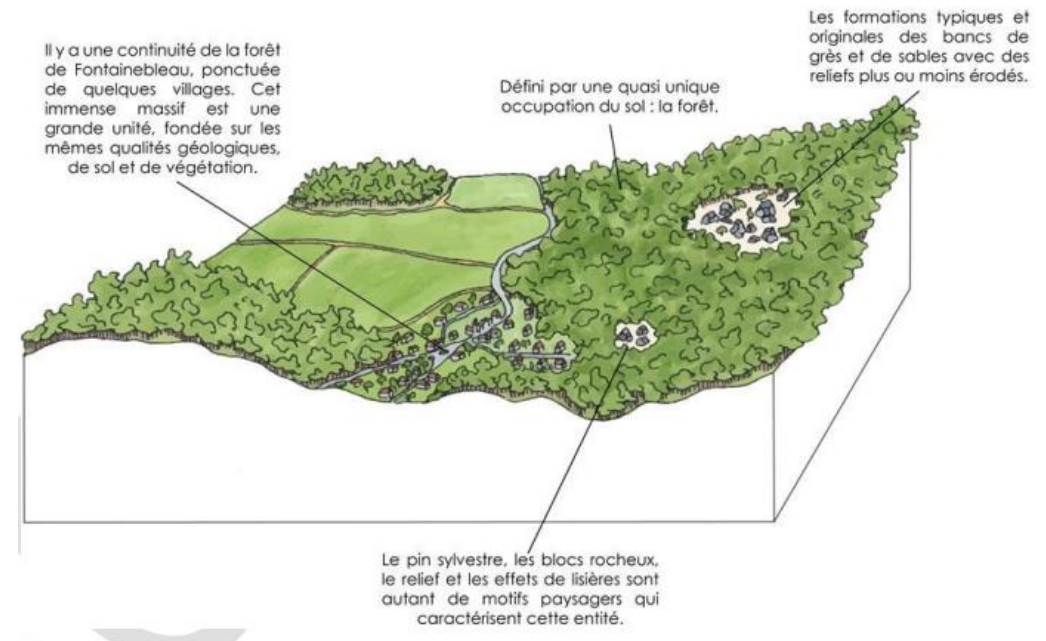 Il y a une continuité de la forêt
de Fontainebleau, ponctuée
de quelques villages. Cet
immense massif est une
grande unité, fondée sur les
mêmes qualités géologiques,
de sol et de végétation.
Défini par une quasi unique
occupation du sol : la forêt.
Les formations typiques et
originales des bancs de
grès et de sables avec des
reliefs plus ou moins érodés.
Le pin sylvestre, les blocs rocheux,
le relief et les effets de lisières sont
autant de motifs paysagers qui
caractérisent cette entité.